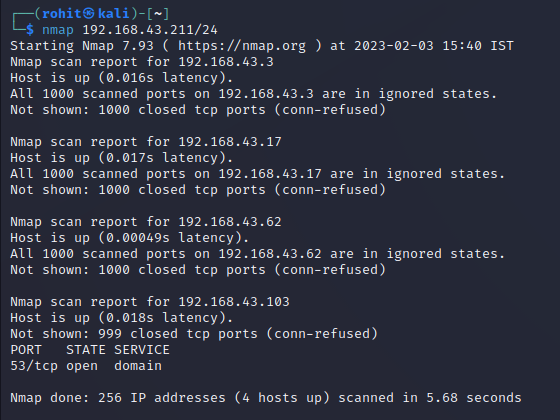 ┌──(rohit㉿kali)-[~]
└─$ nmap 192.168.43.211/24
Starting Nmap 7.93 ( https://nmap.org ) at 2023-02-03 15:40 IST
Nmap scan report for 192.168.43.3
Host is up (0.016s latency).
All 1000 scanned ports on 192.168.43.3 are in ignored states.
Not shown: 1000 closed tcp ports (conn-refused)

Nmap scan report for 192.168.43.17
Host is up (0.017s latency).
All 1000 scanned ports on 192.168.43.17 are in ignored states.
Not shown: 1000 closed tcp ports (conn-refused)

Nmap scan report for 192.168.43.62
Host is up (0.00049s latency).
All 1000 scanned ports on 192.168.43.62 are in ignored states.
Not shown: 1000 closed tcp ports (conn-refused)

Nmap scan report for 192.168.43.103
Host is up (0.018s latency).
Not shown: 999 closed tcp ports (conn-refused)
PORT   STATE SERVICE
53/tcp open  domain

Nmap done: 256 IP addresses (4 hosts up) scanned in 5.68 seconds